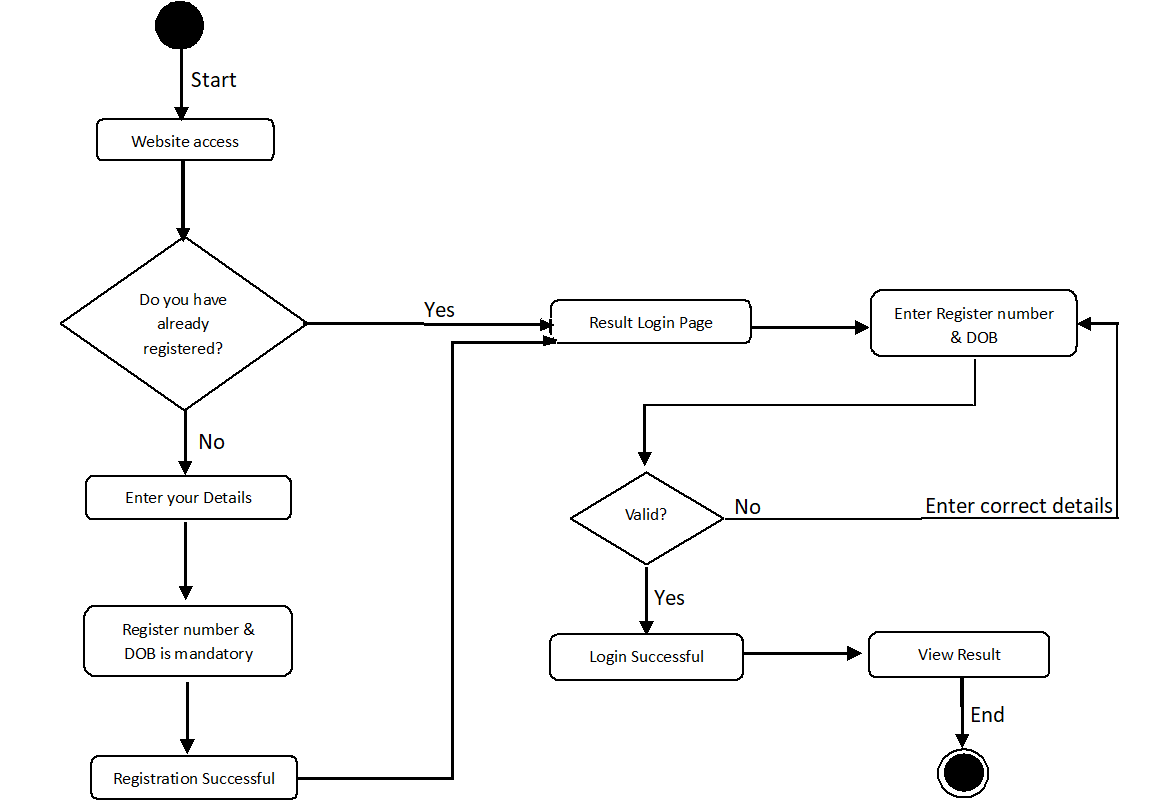 Start
Website access
Do you have
already
registered?
Yes
No
Enter your Details
Register number &
DOB is mandatory
Registration Successful
Result Login Page
Enter Register number
& DOB
Valid?
No
Enter correct details
Yes
Login Successful
View Result
End